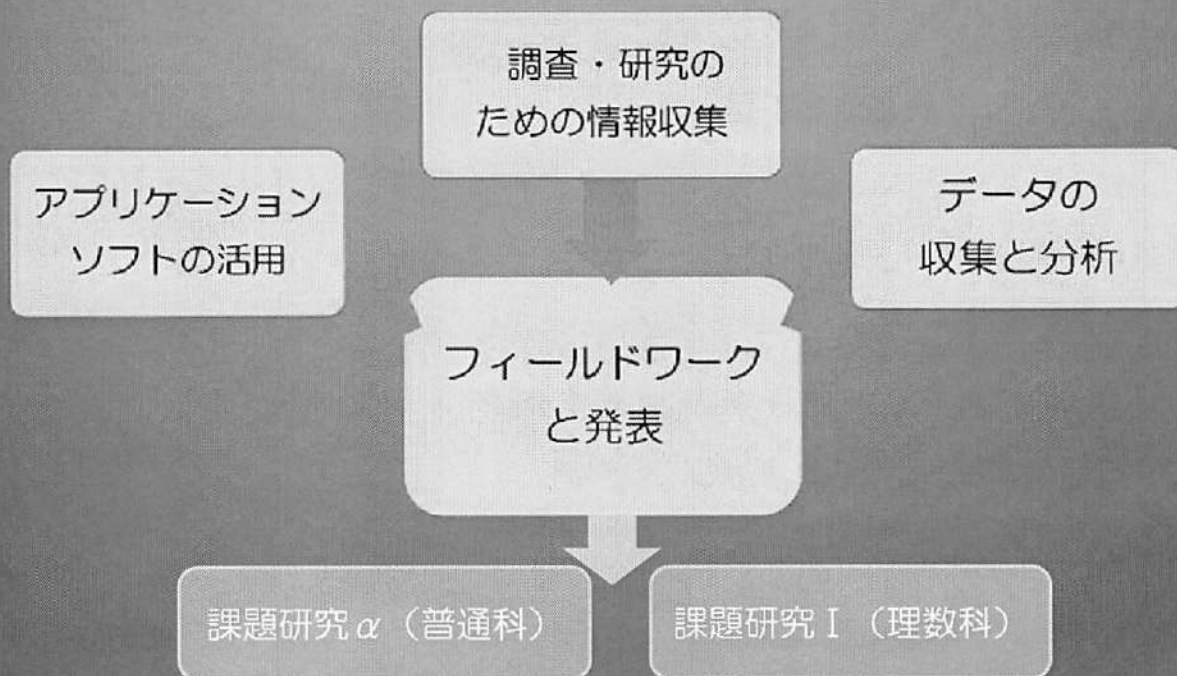 調査・研究の
ための情報収集
アプリケーション
ソフトの活用
データの
収集と分析
フィールドワーク
と発表
課題研究α（普通科）
課題研究Ⅰ（理数科）